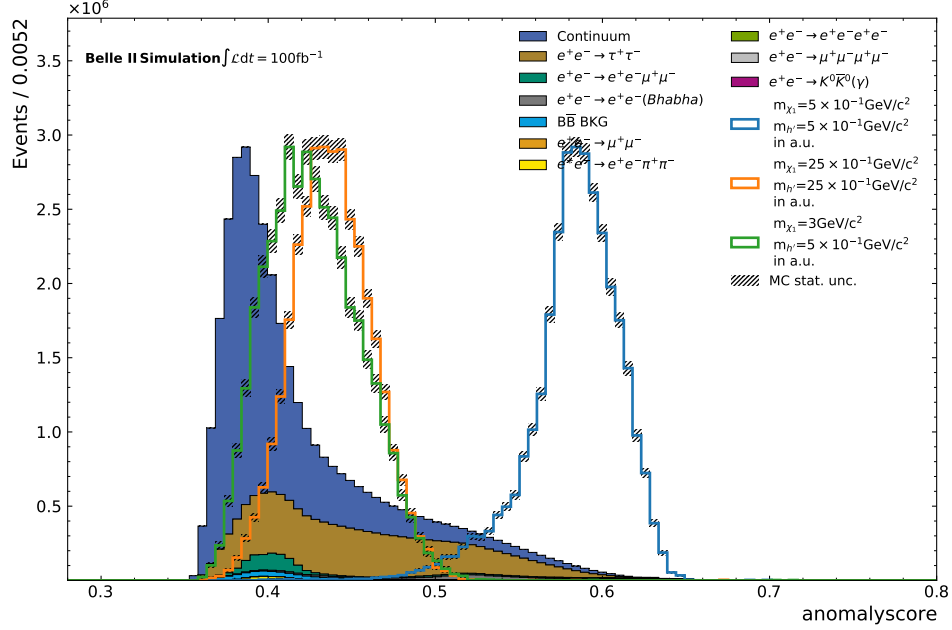 ×10⁶
Events / 0.0052
Belle II Simulation ∫ ℒdt = 100fb⁻¹
Continuum
e⁺e⁻ → τ⁺τ⁻
e⁺e⁻ → e⁺e⁻μ⁺μ⁻
e⁺e⁻ → e⁺e⁻(Bhabha)
BB̅ BKG
e⁺e⁻ → μ⁺μ⁻
e⁺e⁻ → e⁺e⁻π⁺π⁻
e⁺e⁻ → e⁺e⁻e⁺e⁻
e⁺e⁻ → μ⁺μ⁻μ⁺μ⁻
e⁺e⁻ → K⁰K̅⁰(γ)
m_χ₁=5 × 10⁻¹GeV/c²
m_h′=5 × 10⁻¹GeV/c²
in a.u.
m_χ₁=25 × 10⁻¹GeV/c²
m_h′=25 × 10⁻¹GeV/c²
in a.u.
m_χ₁=3GeV/c²
m_h′=5 × 10⁻¹GeV/c²
in a.u.
MC stat. unc.
3.5
3.0
2.5
2.0
1.5
1.0
0.5
0.3 0.4 0.5 0.6 0.7 0.8
anomalyscore